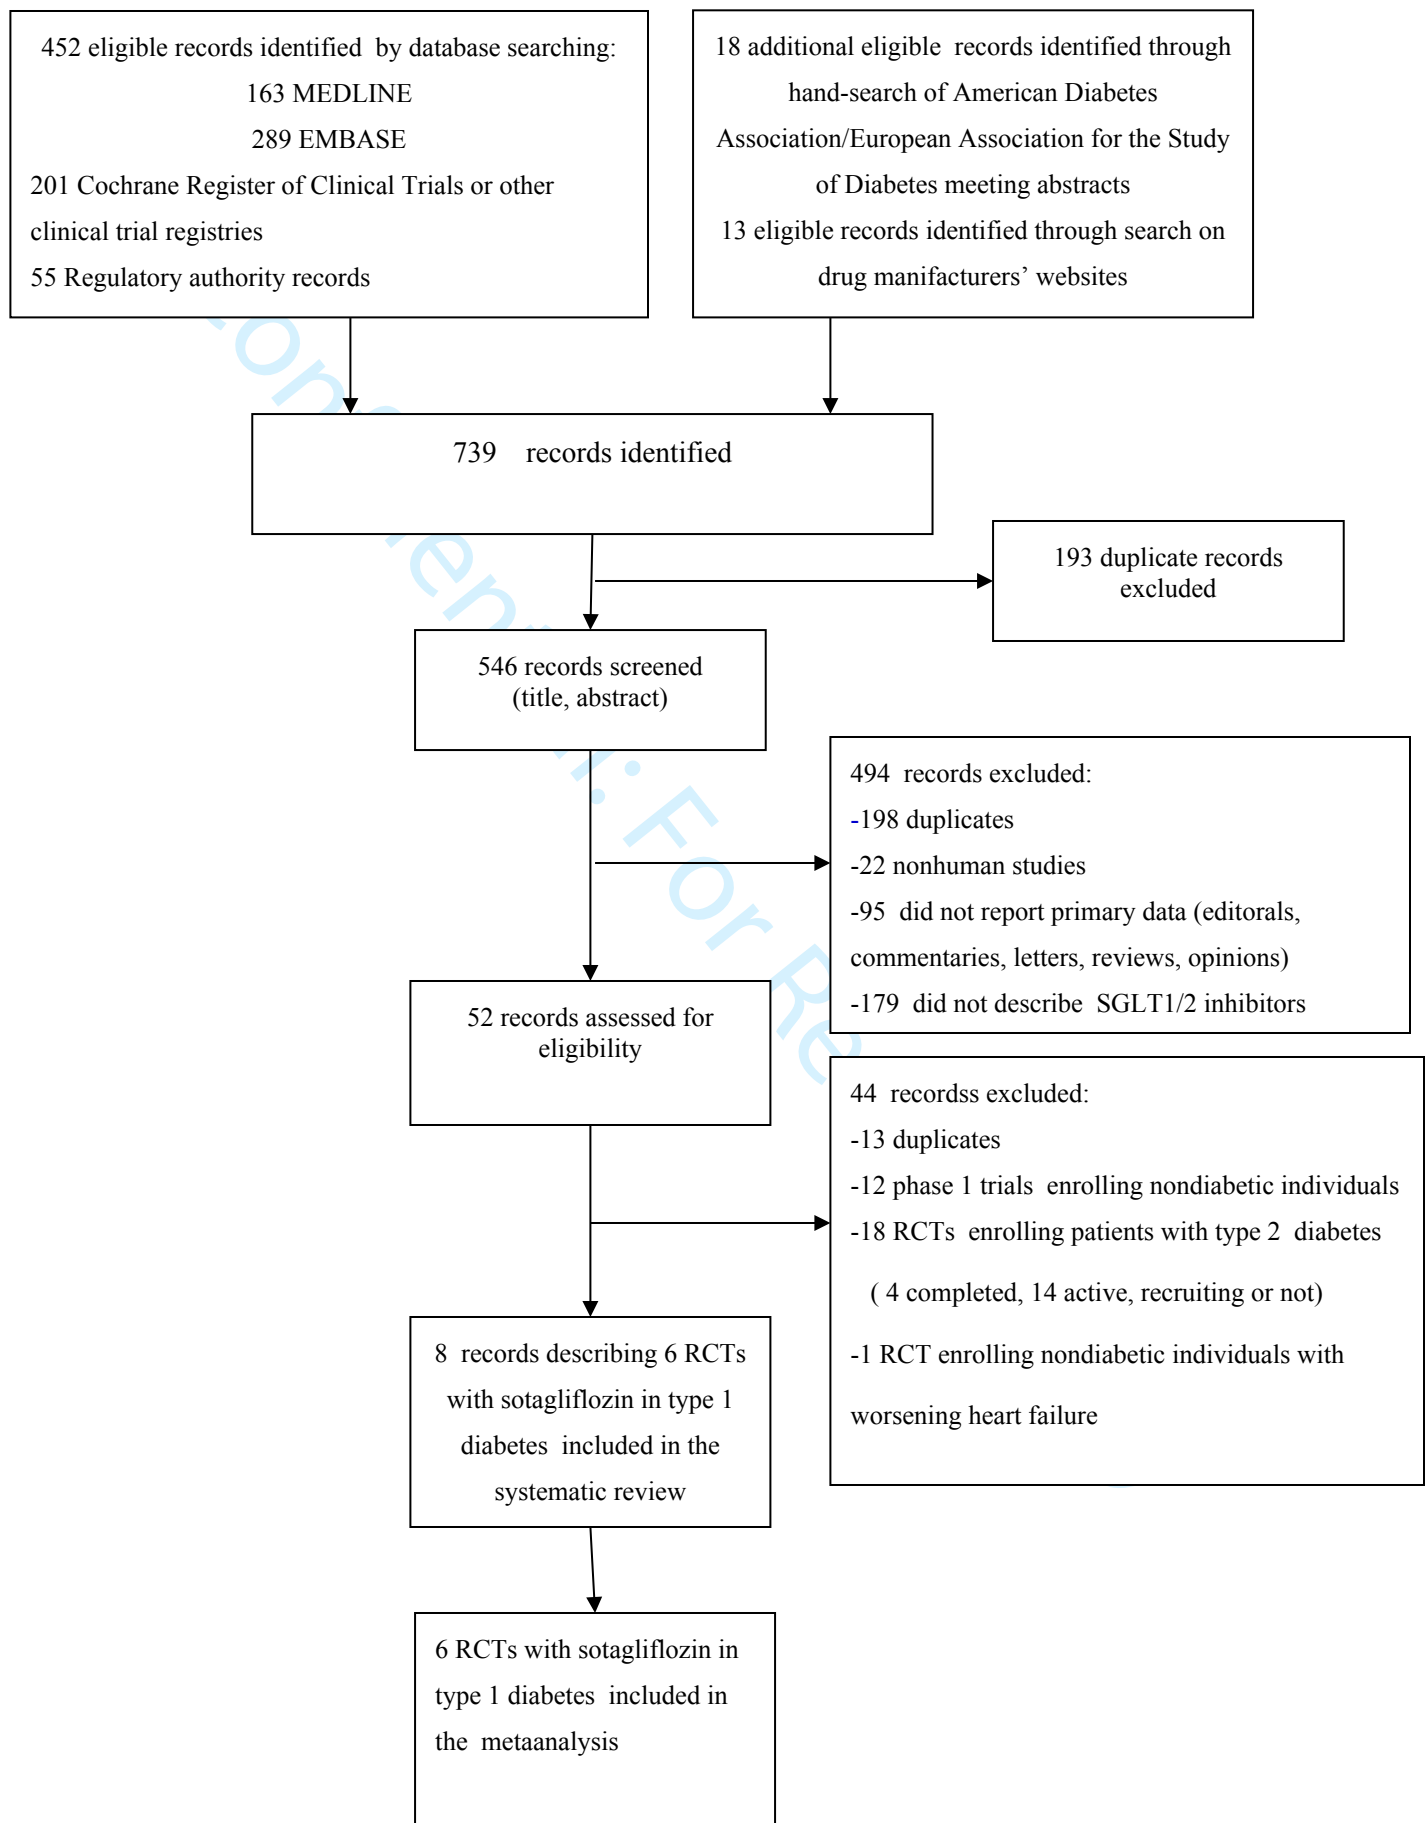 452 eligible records identified by database searching:
163 MEDLINE
289 EMBASE
201 Cochrane Register of Clinical Trials or other
clinical trial registries
55 Regulatory authority records
18 additional eligible records identified through
hand-search of American Diabetes
Association/European Association for the Study
of Diabetes meeting abstracts
13 eligible records identified through search on
drug manifacturers’ websites
739 records identified
193 duplicate records
excluded
546 records screened
(title, abstract)
494 records excluded:
-198 duplicates
-22 nonhuman studies
-95 did not report primary data (editorals,
commentaries, letters, reviews, opinions)
-179 did not describe SGLT1/2 inhibitors
52 records assessed for
eligibility
44 recordss excluded:
-13 duplicates
-12 phase 1 trials enrolling nondiabetic individuals
-18 RCTs enrolling patients with type 2 diabetes
( 4 completed, 14 active, recruiting or not)
-1 RCT enrolling nondiabetic individuals with
worsening heart failure
8 records describing 6 RCTs
with sotagliflozin in type 1
diabetes included in the
systematic review
6 RCTs with sotagliflozin in
type 1 diabetes included in
the metaanalysis
: For Re